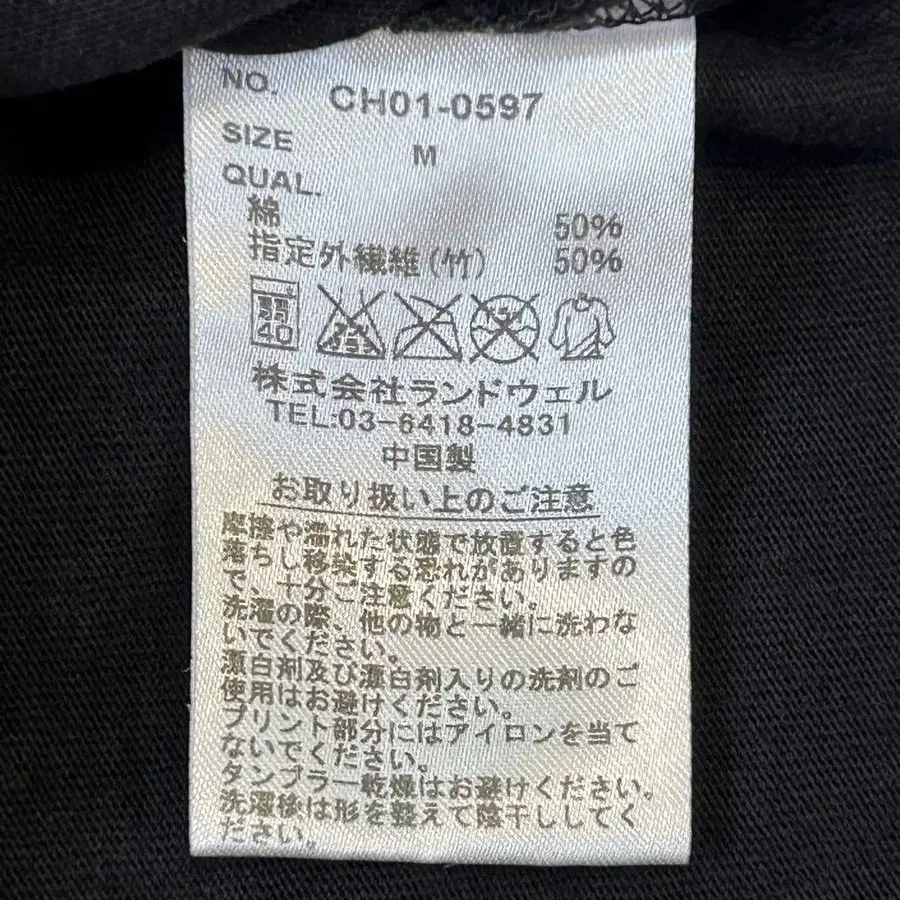 NO. CH01-0597
SIZE M
QUAL.
綿 50%
指定外繊維(竹) 50%
40
株式会社ランドウェル
TEL:03-6418-4831
中国製
お取り扱い上のご注意
摩擦や濡れた状態で放置すると色
落ちし移染する恐れがありますの
で、十分ご注意ください。
洗濯の際、他の物と一緒に洗わな
いでください。
漂白剤及び漂白剤入りの洗剤のご
使用はお避けください。
プリント部分にはアイロンを当て
ないでください。
タンブラー乾燥はお避けください。
洗濯後は形を整えて陰干ししてく
ださい。